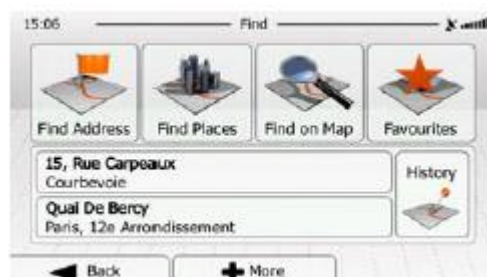 15:06 Find
Find Address Find Places Find on Map Favourites
15, Rue Carpeaux
Courbevoie
History
Quai De Bercy
Paris, 12e Arrondissement
Back More